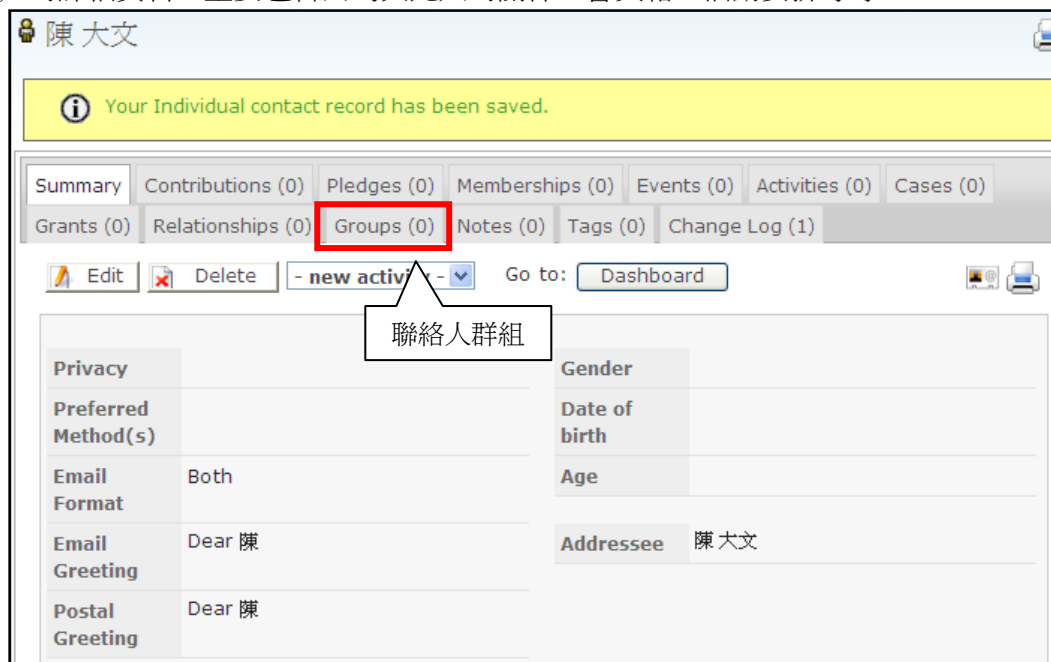 陳 大文
Your Individual contact record has been saved.
Summary Contributions (0) Pledges (0) Memberships (0) Events (0) Activities (0) Cases (0)
Grants (0) Relationships (0) Groups (0) Notes (0) Tags (0) Change Log (1)
Edit Delete - new activity - Go to: Dashboard
聯絡人群組
Privacy Gender
Preferred Date of
Method(s) birth
Email Both Age
Format
Email Dear 陳 Addressee 陳 大文
Greeting
Postal Dear 陳
Greeting